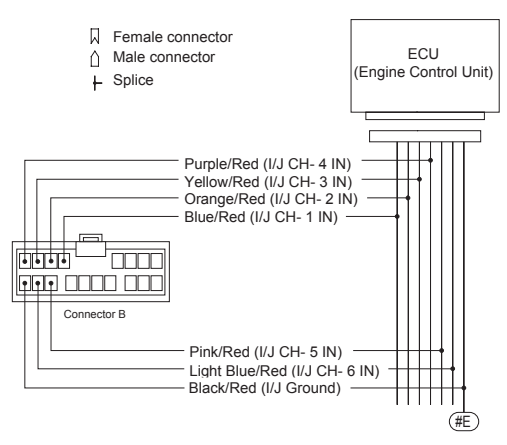 Female connector
Male connector
Splice
ECU
(Engine Control Unit)
Purple/Red (I/J CH- 4 IN)
Yellow/Red (I/J CH- 3 IN)
Orange/Red (I/J CH- 2 IN)
Blue/Red (I/J CH- 1 IN)
Connector B
Pink/Red (I/J CH- 5 IN)
Light Blue/Red (I/J CH- 6 IN)
Black/Red (I/J Ground)
#E